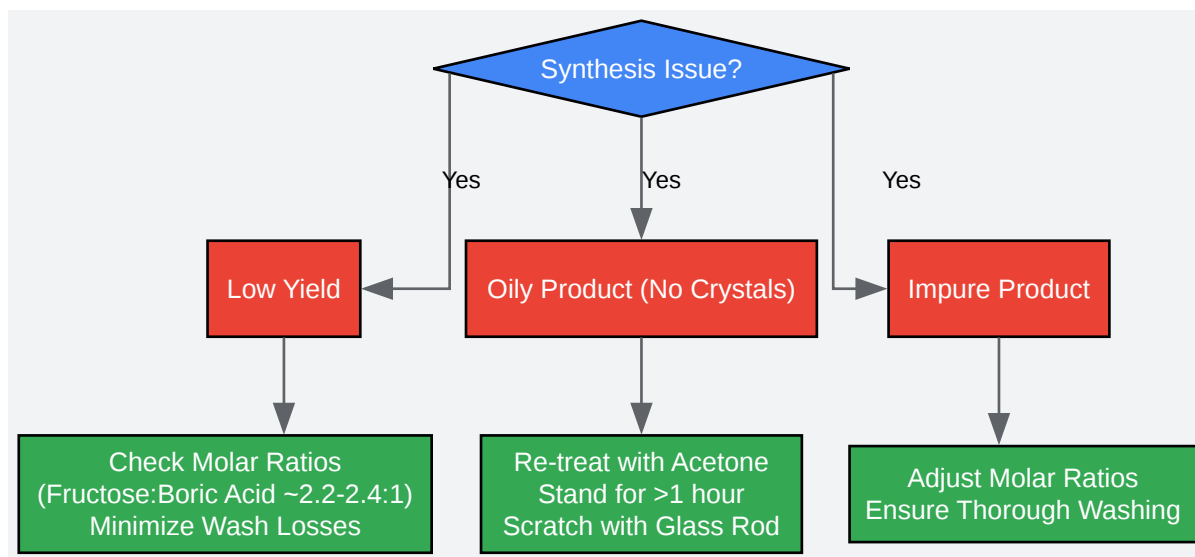 Synthesis Issue?
Yes
Yes
Yes
Low Yield
Oily Product (No Crystals)
Impure Product
Check Molar Ratios
(Fructose:Boric Acid ~2.2-2.4:1)
Minimize Wash Losses
Re-treat with Acetone
Stand for >1 hour
Scratch with Glass Rod
Adjust Molar Ratios
Ensure Thorough Washing